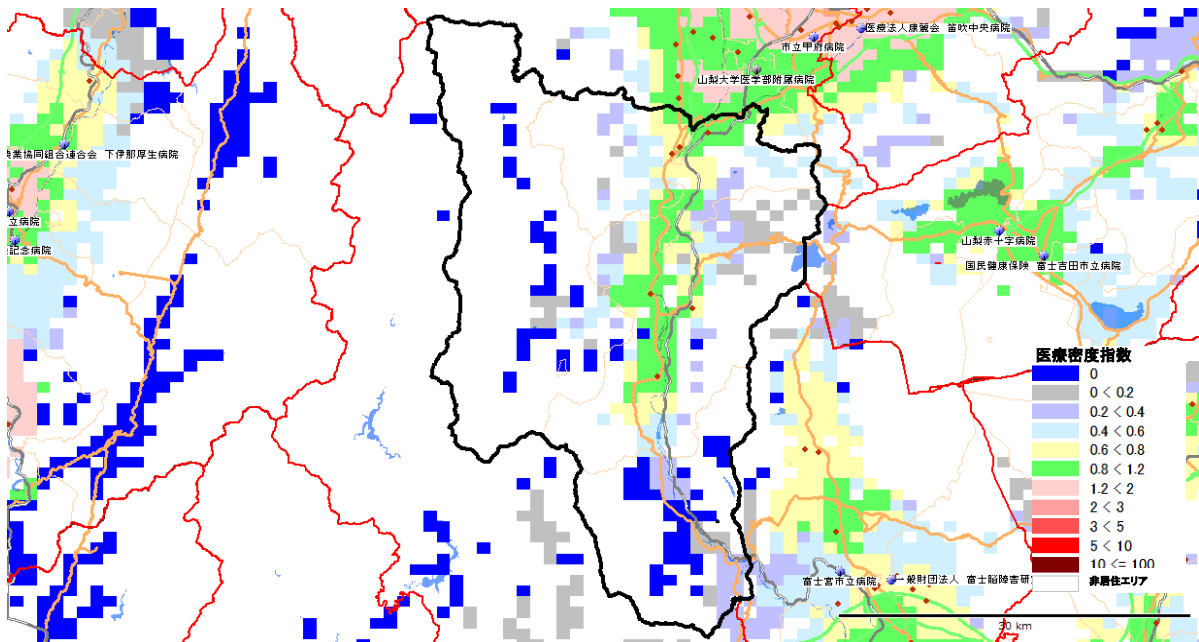 医療法人康麗会 笛吹中央病院
市立甲府病院
山梨大学医学部附属病院
農業協同組合連合会 下伊那厚生病院
立病院
記念病院
山梨赤十字病院
国民健康保険 富士吉田市立病院
医療密度指数
0
0 < 0.2
0.2 < 0.4
0.4 < 0.6
0.6 < 0.8
0.8 < 1.2
1.2 < 2
2 < 3
3 < 5
5 < 10
10 <= 100
非居住エリア
富士宮市立病院
一般財団法人 富士脳障害研
30 km